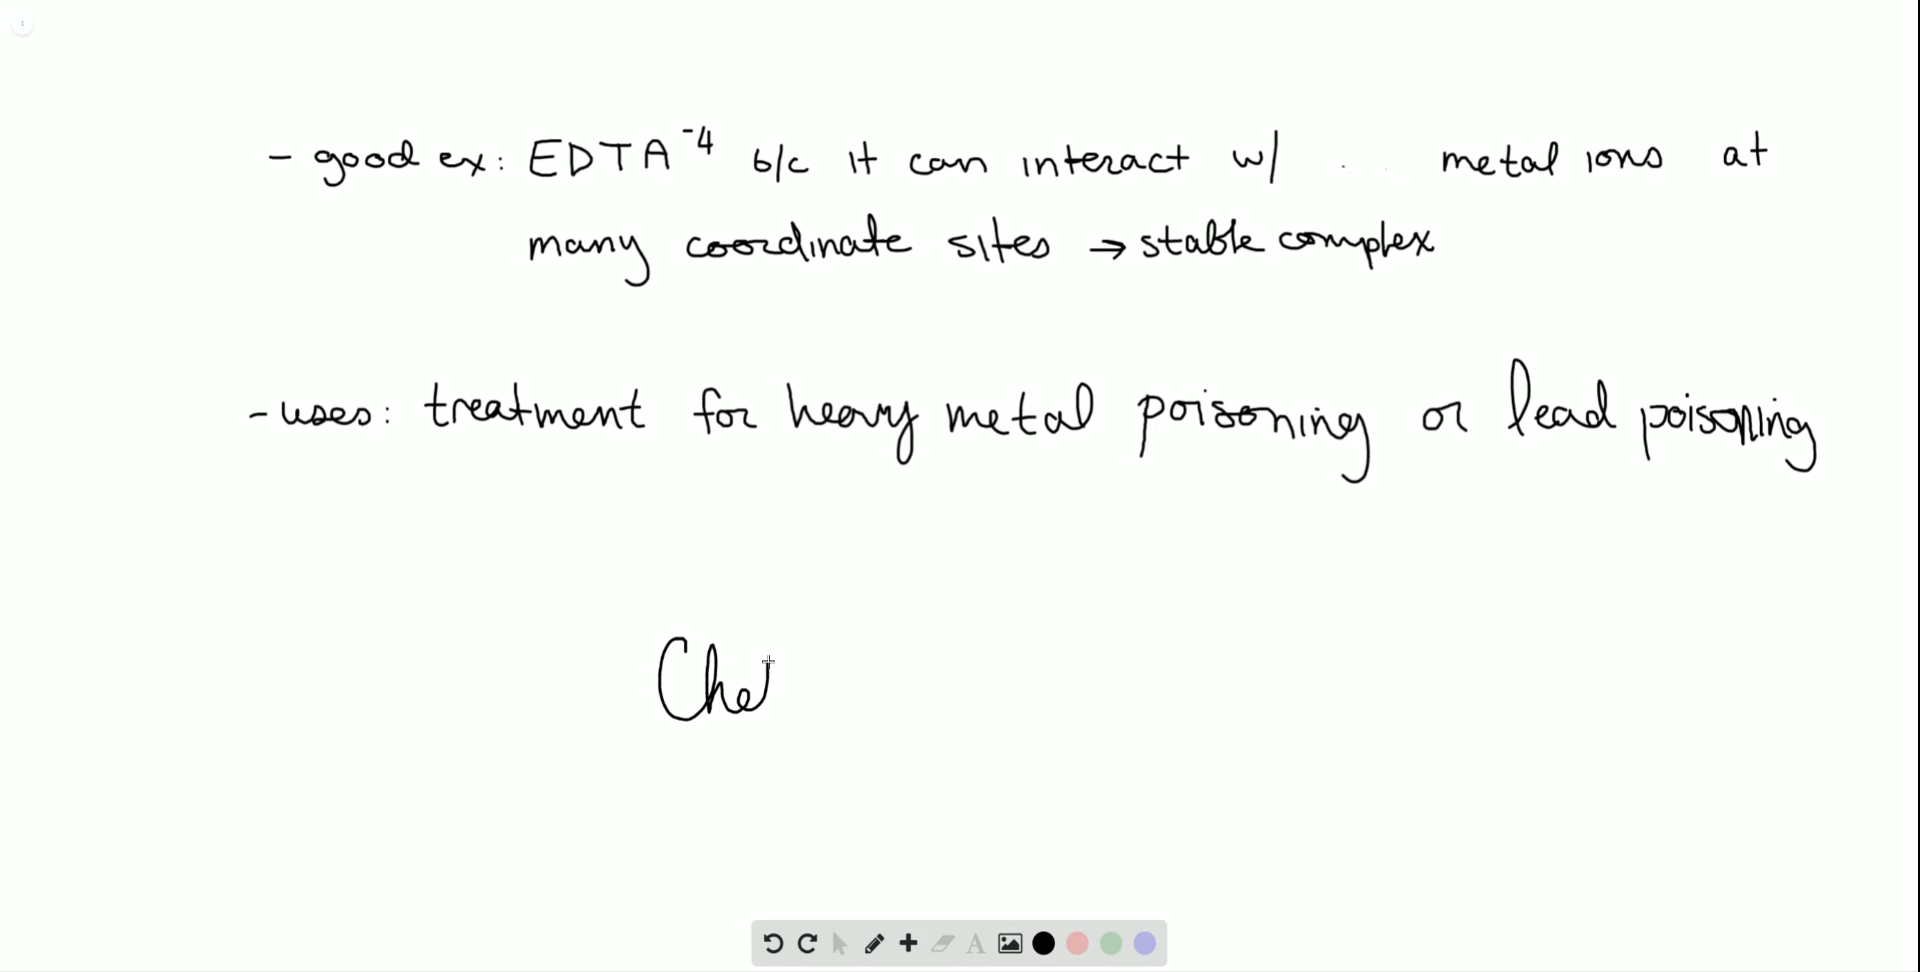 1
- good ex: EDTA⁻⁴ b/c it can interact w/ metal ions at
many coordinate sites → stable complex
- uses: treatment for heavy metal poisoning or lead poisoning
Che
A